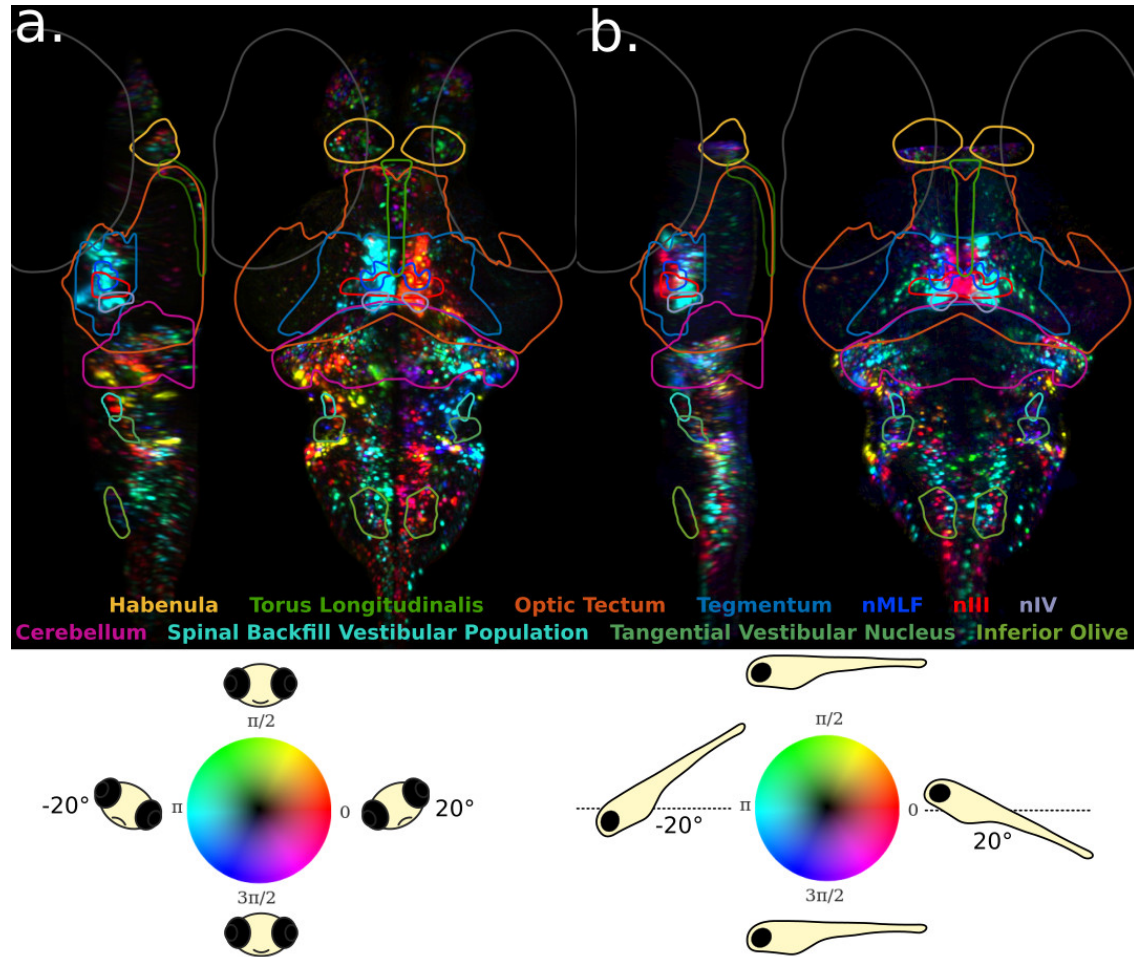 a.
b.
Habenula Torus Longitudinalis Optic Tectum Tegmentum nMLF nIII nIV
Cerebellum Spinal Backfill Vestibular Population Tangential Vestibular Nucleus Inferior Olive
π/2
π/2
-20°
π
0
20°
-20°
π
0
20°
3π/2
3π/2